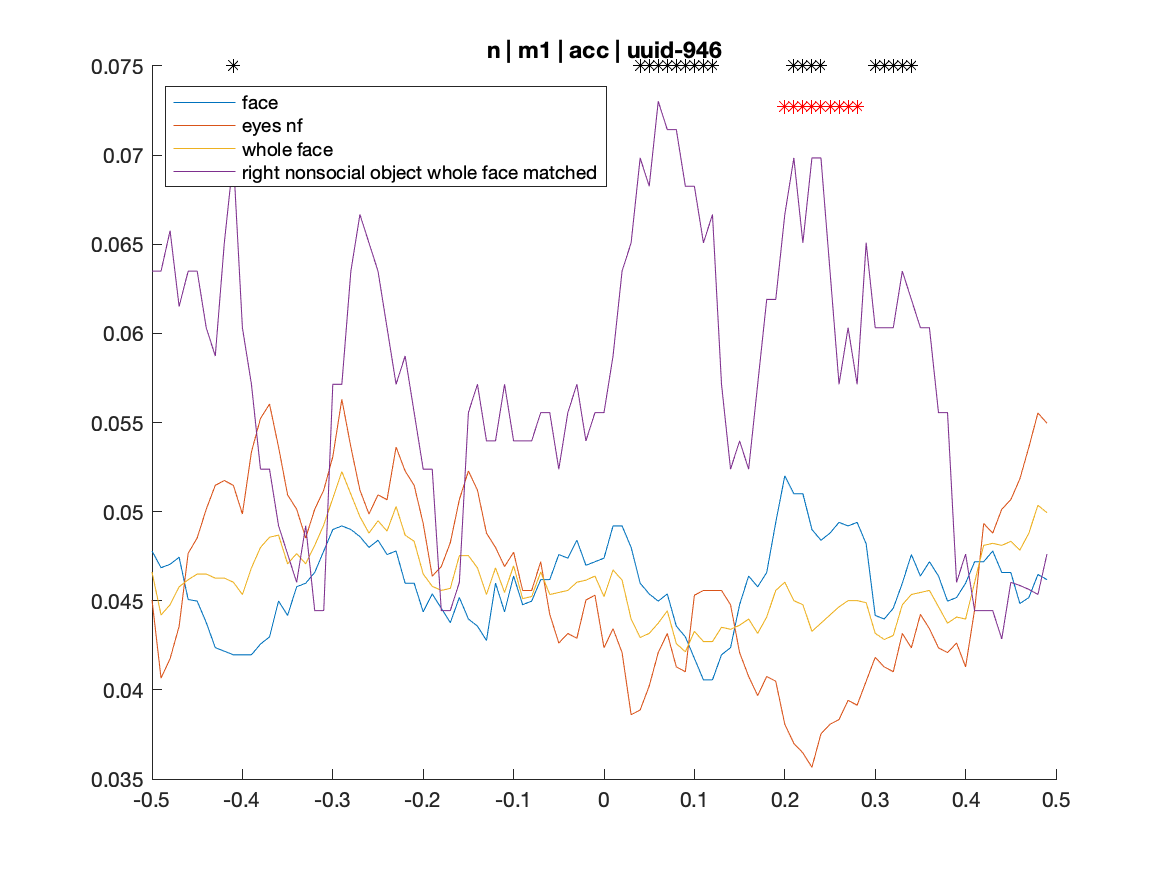 n | m1 | acc | uuid-946
0.075
0.07
0.065
0.06
0.055
0.05
0.045
0.04
0.035
face
eyes nf
whole face
right nonsocial object whole face matched
-0.5 -0.4 -0.3 -0.2 -0.1 0 0.1 0.2 0.3 0.4 0.5